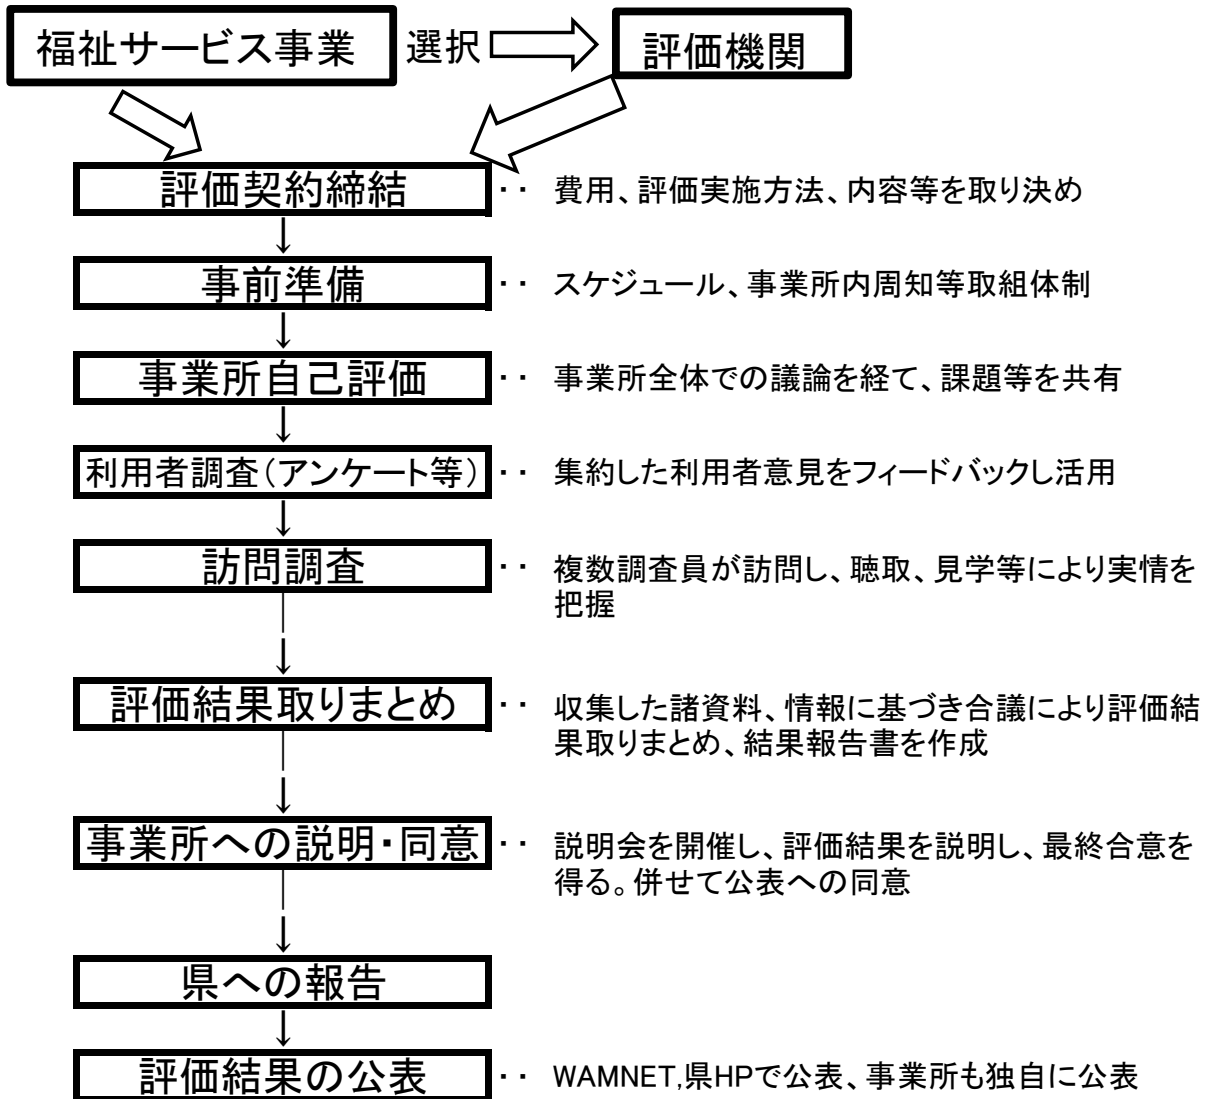 福祉サービス事業 選択 評価機関
評価契約締結 ・・ 費用、評価実施方法、内容等を取り決め
↓
事前準備 ・・ スケジュール、事業所内周知等取組体制
↓
事業所自己評価 ・・ 事業所全体での議論を経て、課題等を共有
↓
利用者調査(アンケート等) ・・ 集約した利用者意見をフィードバックし活用
↓
訪問調査 ・・ 複数調査員が訪問し、聴取、見学等により実情を
把握
↓
評価結果取りまとめ ・・ 収集した諸資料、情報に基づき合議により評価結
果取りまとめ、結果報告書を作成
↓
事業所への説明・同意 ・・ 説明会を開催し、評価結果を説明し、最終合意を
得る。併せて公表への同意
↓
県への報告
↓
評価結果の公表 ・・ WAMNET,県HPで公表、事業所も独自に公表